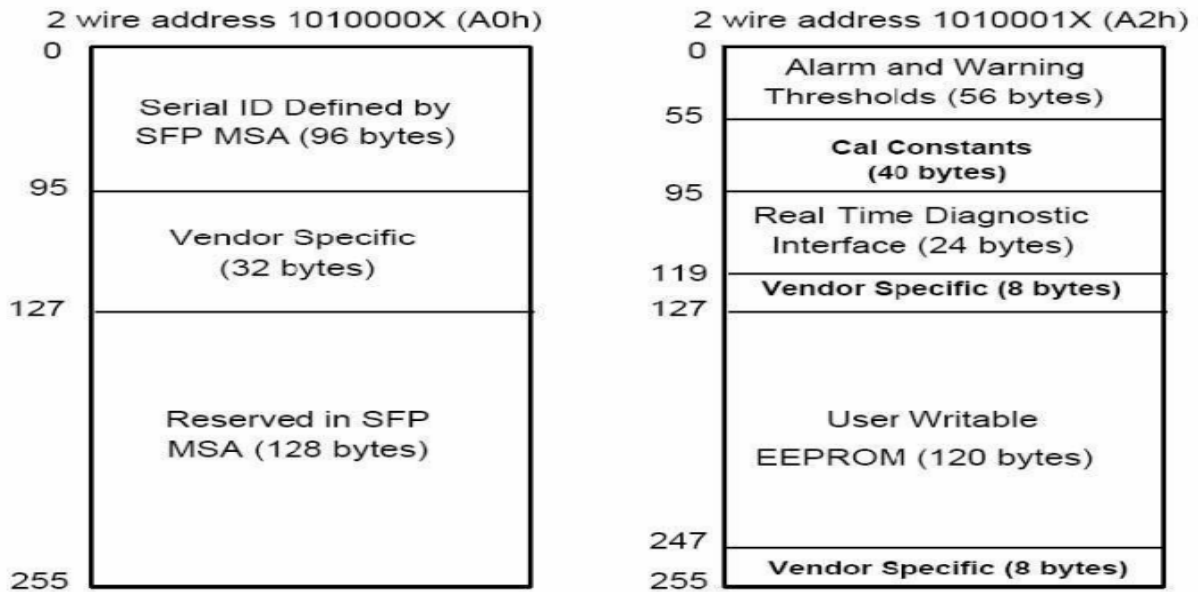 2 wire address 1010000X (A0h)
0
Serial ID Defined by
SFP MSA (96 bytes)
95
Vendor Specific
(32 bytes)
127
Reserved in SFP
MSA (128 bytes)
255
2 wire address 1010001X (A2h)
0
Alarm and Warning
Thresholds (56 bytes)
55
Cal Constants
(40 bytes)
95
Real Time Diagnostic
Interface (24 bytes)
119
Vendor Specific (8 bytes)
127
User Writable
EEPROM (120 bytes)
247
Vendor Specific (8 bytes)
255